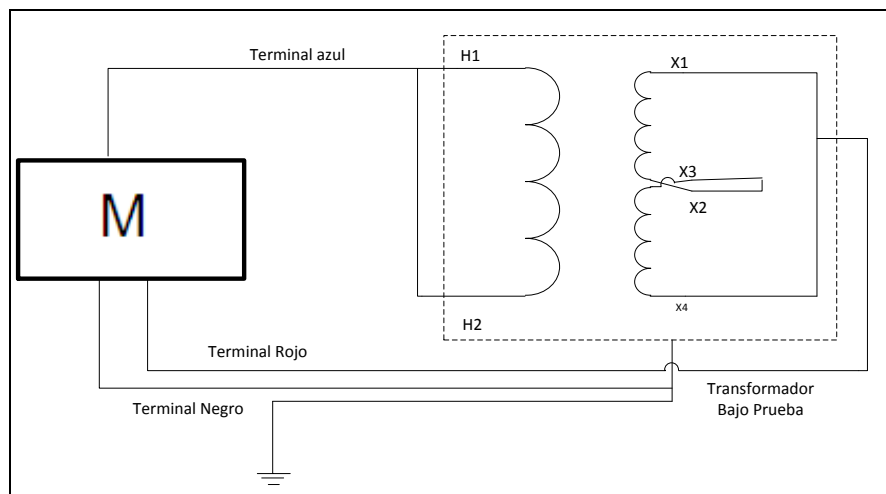 Terminal azul
H1
X1
M
X3
X2
H2
X4
Terminal Rojo
Terminal Negro
Transformador
Bajo Prueba